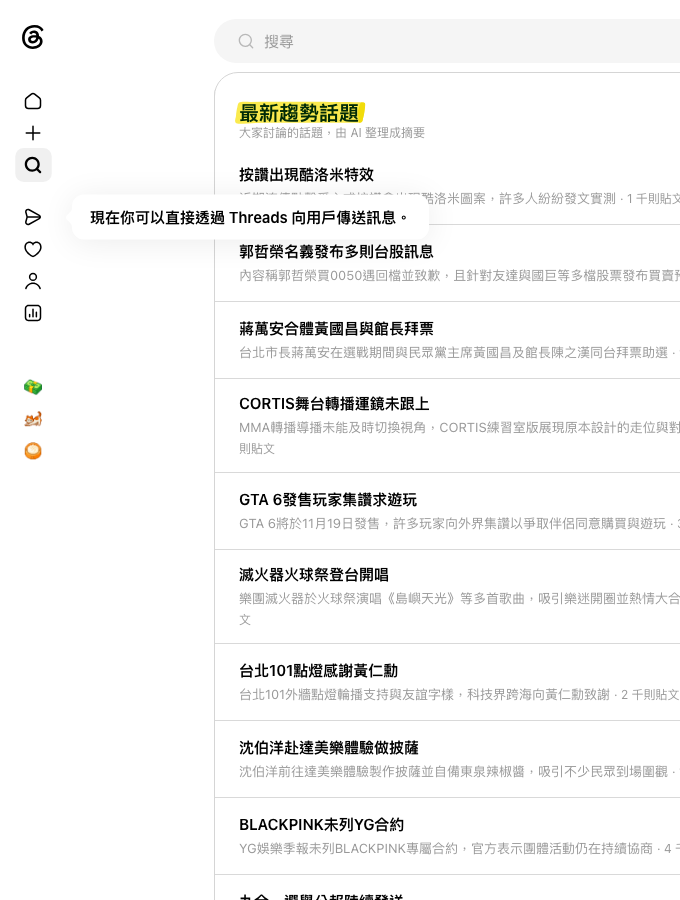 搜尋
最新趨勢話題
大家討論的話題，由 AI 整理成摘要
按讚出現酷洛米特效
酷洛米圖案，許多人紛紛發文實測 · 1 千則貼文
現在你可以直接透過 Threads 向用戶傳送訊息。
郭哲榮名義發布多則台股訊息
內容稱郭哲榮買0050遇回檔並致歉，且針對友達與國巨等多檔股票發布買賣
蔣萬安合體黃國昌與館長拜票
台北市長蔣萬安在選戰期間與民眾黨主席黃國昌及館長陳之漢同台拜票助選 ·
CORTIS舞台轉播運鏡未跟上
MMA轉播導播未能及時切換視角，CORTIS練習室版展現原本設計的走位與對
則貼文
GTA 6發售玩家集讚求遊玩
GTA 6將於11月19日發售，許多玩家向外界集讚以爭取伴侶同意購買與遊玩 ·
滅火器火球祭登台開唱
樂團滅火器於火球祭演唱《島嶼天光》等多首歌曲，吸引樂迷開圈並熱情大合
文
台北101點燈感謝黃仁勳
台北101外牆點燈輪播支持與友誼字樣，科技界跨海向黃仁勳致謝 · 2 千則貼文
沈伯洋赴達美樂體驗做披薩
沈伯洋前往達美樂體驗製作披薩並自備東泉辣椒醬，吸引不少民眾到場圍觀 ·
BLACKPINK未列YG合約
YG娛樂季報未列BLACKPINK專屬合約，官方表示團體活動仍在持續協商 · 4